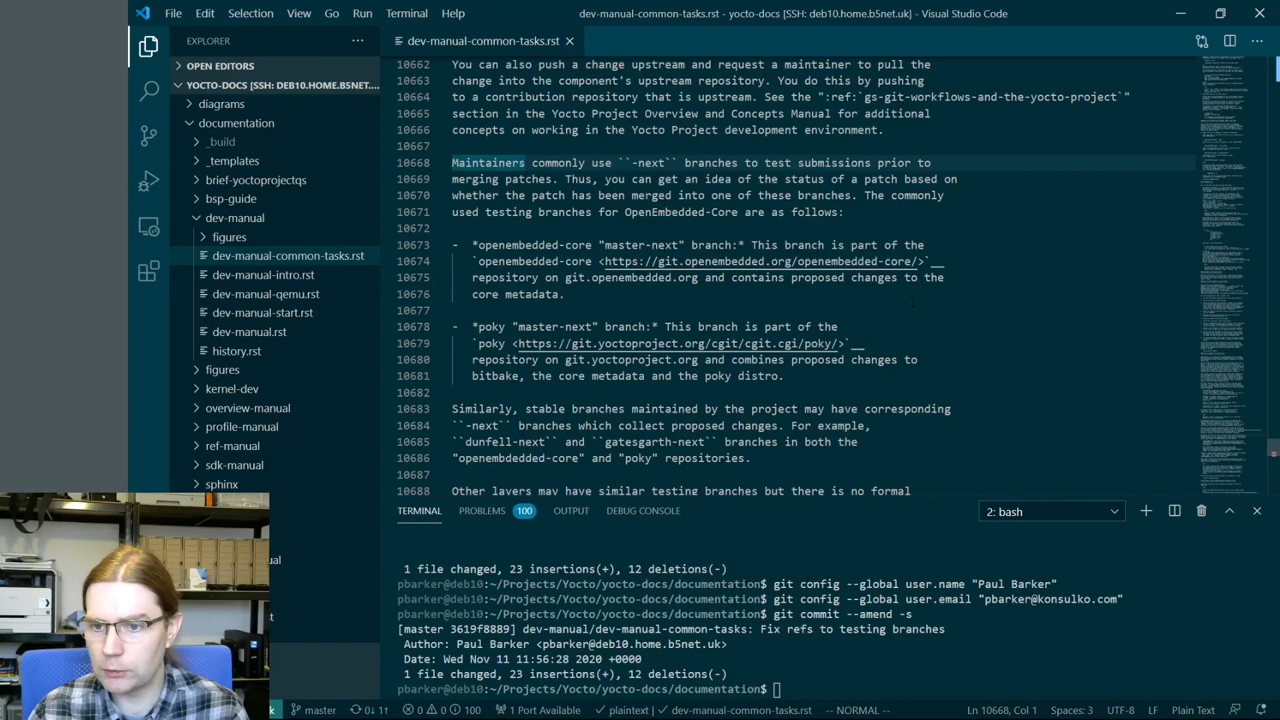 File Edit Selection View Go Run Terminal Help
dev-manual-common-tasks.rst - yocto-docs [SSH: deb10.home.b5net.uk] - Visual Studio Code
EXPLORER
OPEN EDITORS
YOCTO-DOCS [SSH: DEB10.HOME.B5NET....
diagrams
documentation
_build
_templates
brief-yoctoprojectqs
bsp-guide
dev-manual
figures
dev-manual-common-tasks.rst
dev-manual-intro.rst
dev-manual-qemu.rst
dev-manual-start.rst
dev-manual.rst
history.rst
figures
kernel-dev
overview-manual
profile-manual
ref-manual
sdk-manual
sphinx
dev-manual-common-tasks.rst
10662 You can also push a change upstream and request a maintainer to pull the
10663 change into the component's upstream repository. You do this by pushing
10664 to a contribution repository that is upstream. See the ":ref:`gs-git-workflows-and-the-yocto-project`"
10665 section in the Yocto Project Overview and Concepts Manual for additional
10666 concepts on working in the Yocto Project development environment.
10667
10668 Maintainers commonly use ``-next`` branches to test submissions prior to
10669 merging patches. Thus, you can get an idea of the status of a patch based on
10670 whether the patch has been merged into one of these branches. The commonly
10671 used testing branches for OpenEmbedded-Core are as follows:
10672
10673 - *openembedded-core "master-next" branch:* This branch is part of the
10674 `openembedded-core <https://git.openembedded.org/openembedded-core/>`__
10675 repository on git.openembedded.org and contains proposed changes to the
10676 core metadata.
10677
10678 - *poky "master-next" branch:* This branch is part of the
10679 `poky <https://git.yoctoproject.org/cgit/cgit.cgi/poky/>`__
10680 repository on git.yoctoproject.org and combines proposed changes to
10681 bitbake, the core metadata and the poky distro.
10682
10683 Similarly, stable branches maintained by the project may have corresponding
10684 ``-next`` branches which collect proposed changes. For example,
10685 ``dunfell-next`` and ``gatesgarth-next`` branches in both the
10686 "openembedded-core" and "poky" repositories.
10687
10688 Other layers may have similar testing branches but there is no formal
TERMINAL PROBLEMS 100 OUTPUT DEBUG CONSOLE
2: bash
1 file changed, 23 insertions(+), 12 deletions(-)
pbarker@deb10:~/Projects/Yocto/yocto-docs/documentation$ git config --global user.name "Paul Barker"
pbarker@deb10:~/Projects/Yocto/yocto-docs/documentation$ git config --global user.email "pbarker@konsulko.com"
pbarker@deb10:~/Projects/Yocto/yocto-docs/documentation$ git commit --amend -s
[master 3619f8889] dev-manual/dev-manual-common-tasks: Fix refs to testing branches
Author: Paul Barker <pbarker@deb10.home.b5net.uk>
Date: Wed Nov 11 11:56:28 2020 +0000
1 file changed, 23 insertions(+), 12 deletions(-)
pbarker@deb10:~/Projects/Yocto/yocto-docs/documentation$
master 0↓ 1↑ 0 0 100 1 Port Available plaintext | dev-manual-common-tasks.rst -- NORMAL -- Ln 10668, Col 1 Spaces: 3 UTF-8 LF Plain Text